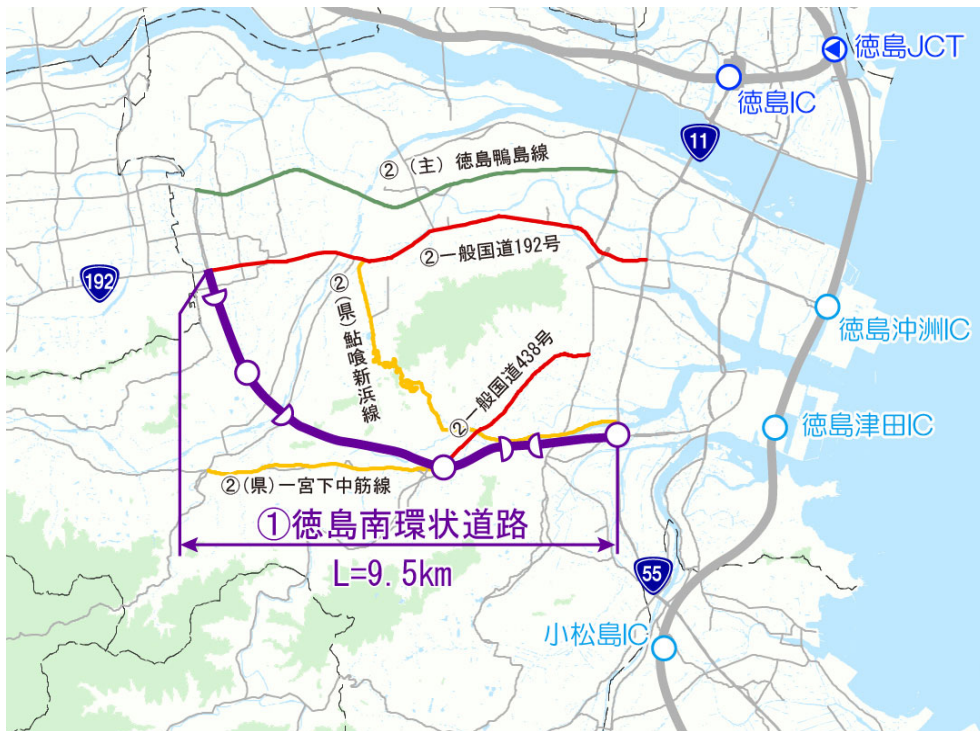 徳島JCT
徳島IC
11
②（主）徳島鴨島線
②一般国道192号
192
②(県)鮎喰新浜線
徳島沖洲IC
②一般国道438号
徳島津田IC
②(県)一宮下中筋線
①徳島南環状道路
L=9.5km
55
小松島IC